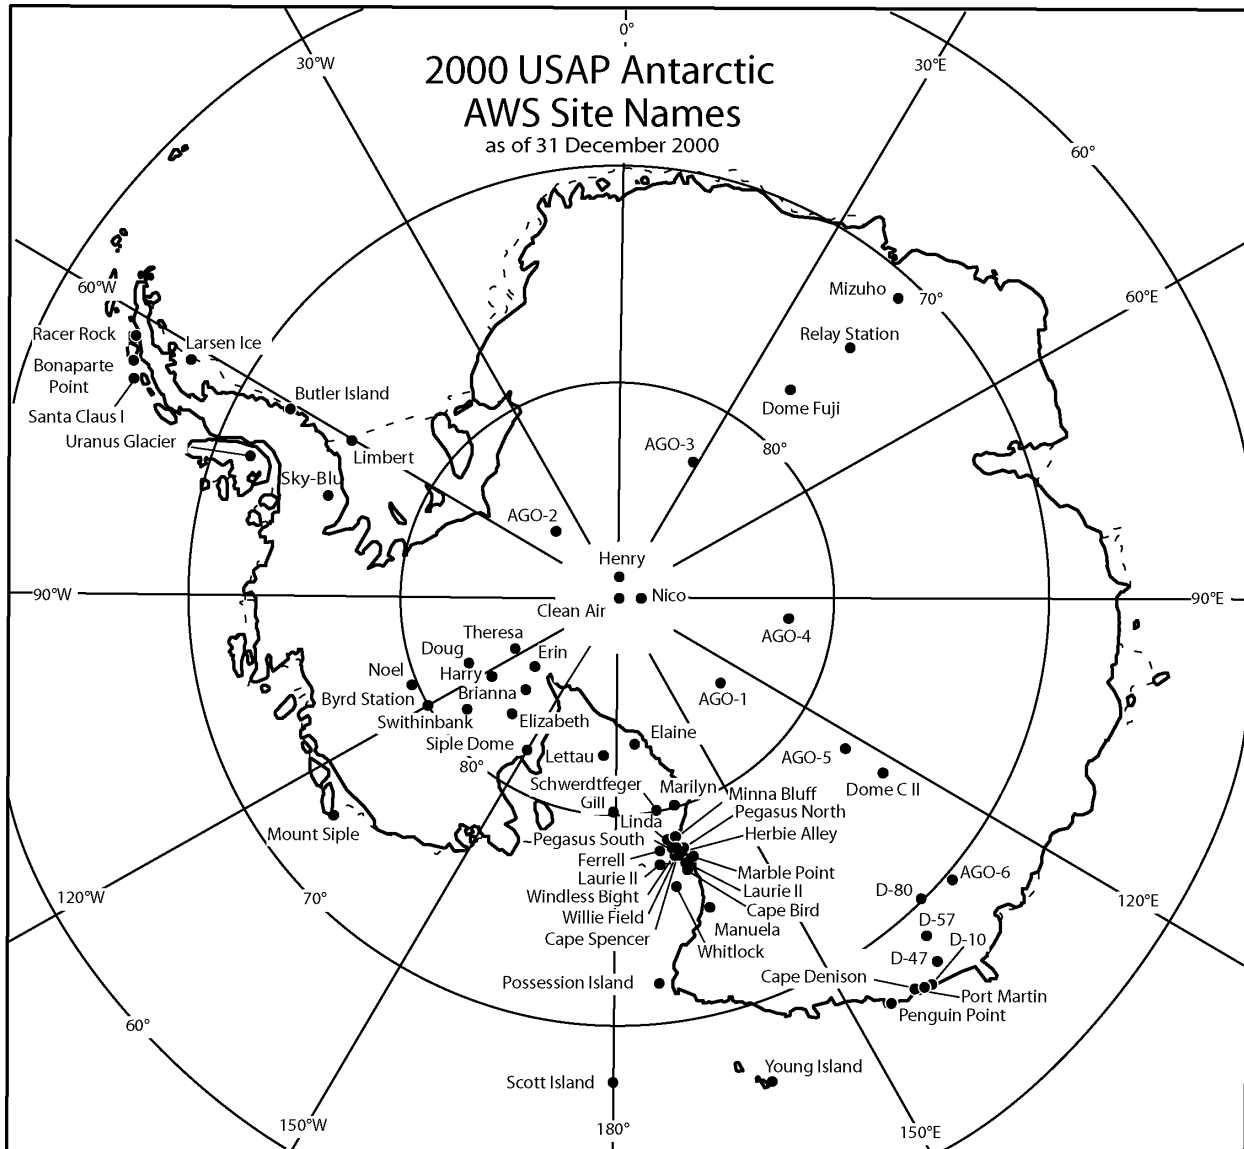 0°
30°W
30°E
2000 USAP Antarctic
AWS Site Names
as of 31 December 2000
60°
60°W
Mizuho
70°
60°E
Racer Rock
Larsen Ice
Relay Station
Bonaparte
Point
Butler Island
Dome Fuji
Santa Claus I
Uranus Glacier
Limbert
AGO-3
80°
Sky-Blu
AGO-2
Henry
90°W
Clean Air
Nico
90°E
AGO-4
Theresa
Doug
Erin
Noel
Harry
Byrd Station
Brianna
AGO-1
Swithinbank
Elizabeth
Siple Dome
Lettau
Elaine
AGO-5
80°
Schwerdtfeger
Marilyn
Dome C II
Gill
Minna Bluff
Linda
Pegasus North
Mount Siple
Pegasus South
Herbie Alley
Ferrell
Marble Point
Laurie II
Laurie II
AGO-6
70°
Windless Bight
Cape Bird
D-80
120°W
Willie Field
Manuela
D-57
120°E
Cape Spencer
Whitlock
D-47
D-10
Possession Island
Cape Denison
Port Martin
Penguin Point
60°
Young Island
Scott Island
150°W
180°
150°E